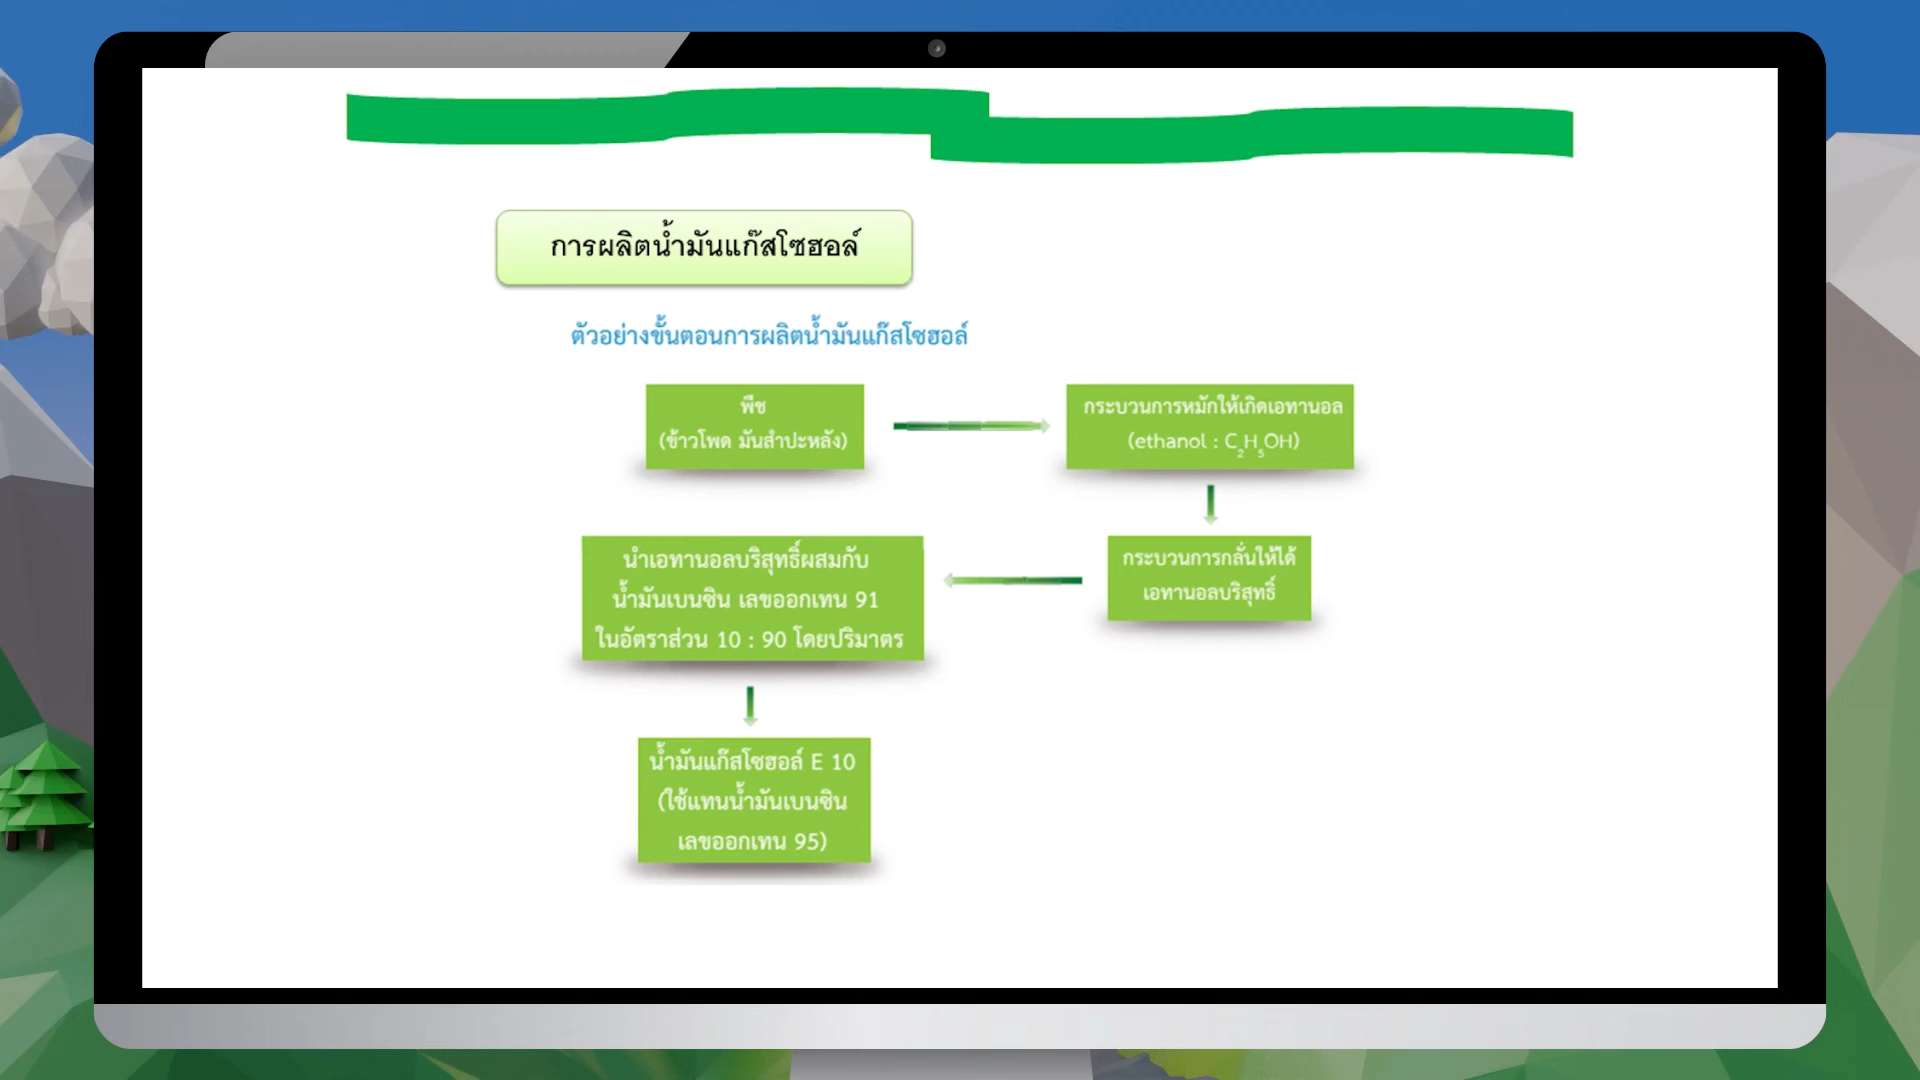 การผลิตน้ำมันแก๊สโซฮอล์
ตัวอย่างขั้นตอนการผลิตน้ำมันแก๊สโซฮอล์
พืช
(ข้าวโพด มันสำปะหลัง)
กระบวนการหมักให้เกิดเอทานอล
(ethanol : C₂H₅OH)
กระบวนการกลั่นให้ได้
เอทานอลบริสุทธิ์
นำเอทานอลบริสุทธิ์ผสมกับ
น้ำมันเบนซิน เลขออกเทน 91
ในอัตราส่วน 10 : 90 โดยปริมาตร
น้ำมันแก๊สโซฮอล์ E 10
(ใช้แทนน้ำมันเบนซิน
เลขออกเทน 95)